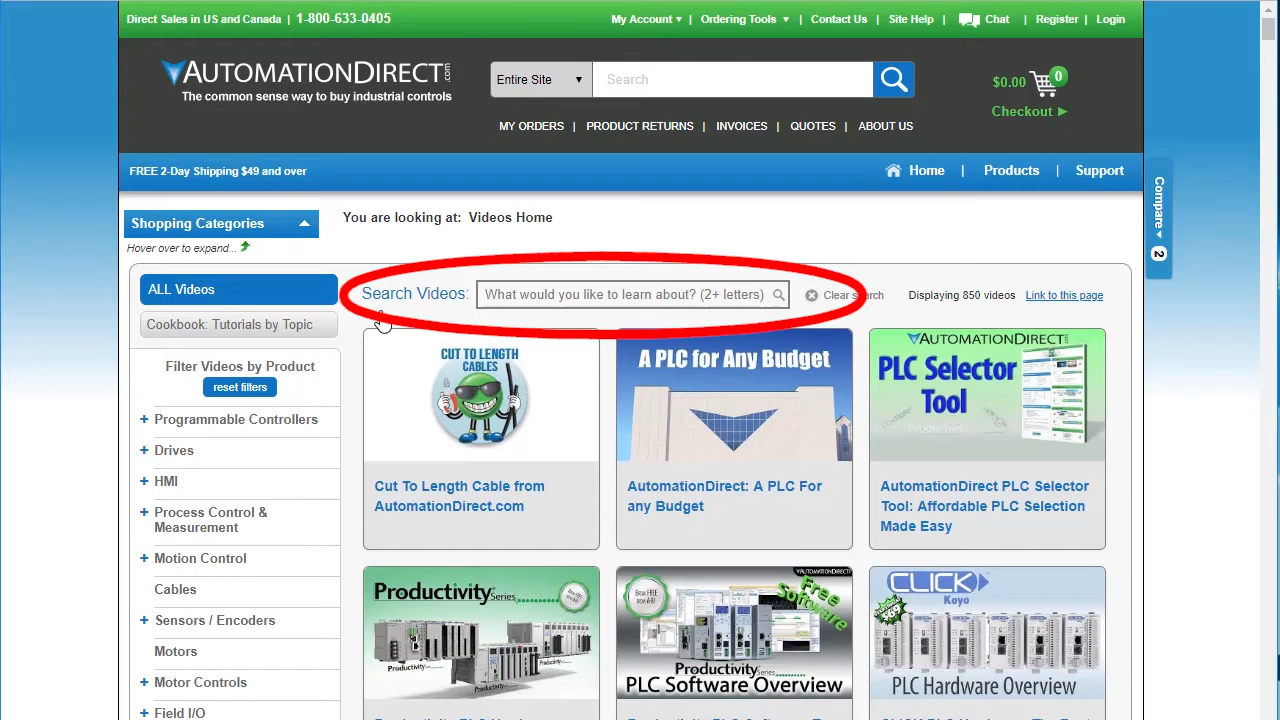 Direct Sales in US and Canada | 1-800-633-0405
My Account ▾ | Ordering Tools ▾ | Contact Us | Site Help | Chat | Register | Login
AUTOMATIONDIRECT.com
The common sense way to buy industrial controls
Entire Site ▾ Search
$0.00 0
Checkout ▶
MY ORDERS | PRODUCT RETURNS | INVOICES | QUOTES | ABOUT US
FREE 2-Day Shipping $49 and over
Home | Products | Support
Compare 2
Shopping Categories
Hover over to expand...
You are looking at: Videos Home
ALL Videos
Cookbook: Tutorials by Topic
Filter Videos by Product
reset filters
+ Programmable Controllers
+ Drives
+ HMI
+ Process Control &
Measurement
+ Motion Control
Cables
+ Sensors / Encoders
Motors
+ Motor Controls
+ Field I/O
Search Videos: What would you like to learn about? (2+ letters)
Clear search
Displaying 850 videos Link to this page
CUT TO LENGTH
CABLES
Cut To Length Cable from
AutomationDirect.com
A PLC for Any Budget
AutomationDirect: A PLC For
any Budget
AUTOMATIONDIRECT
PLC Selector
Tool
Productivity
AutomationDirect PLC Selector
Tool: Affordable PLC Selection
Made Easy
Productivity Series
Productivity
Productivity
AUTOMATIONDIRECT
Free
Software
Productivity Series
PLC Software Overview
CLICK
Koyo
PLC Hardware Overview